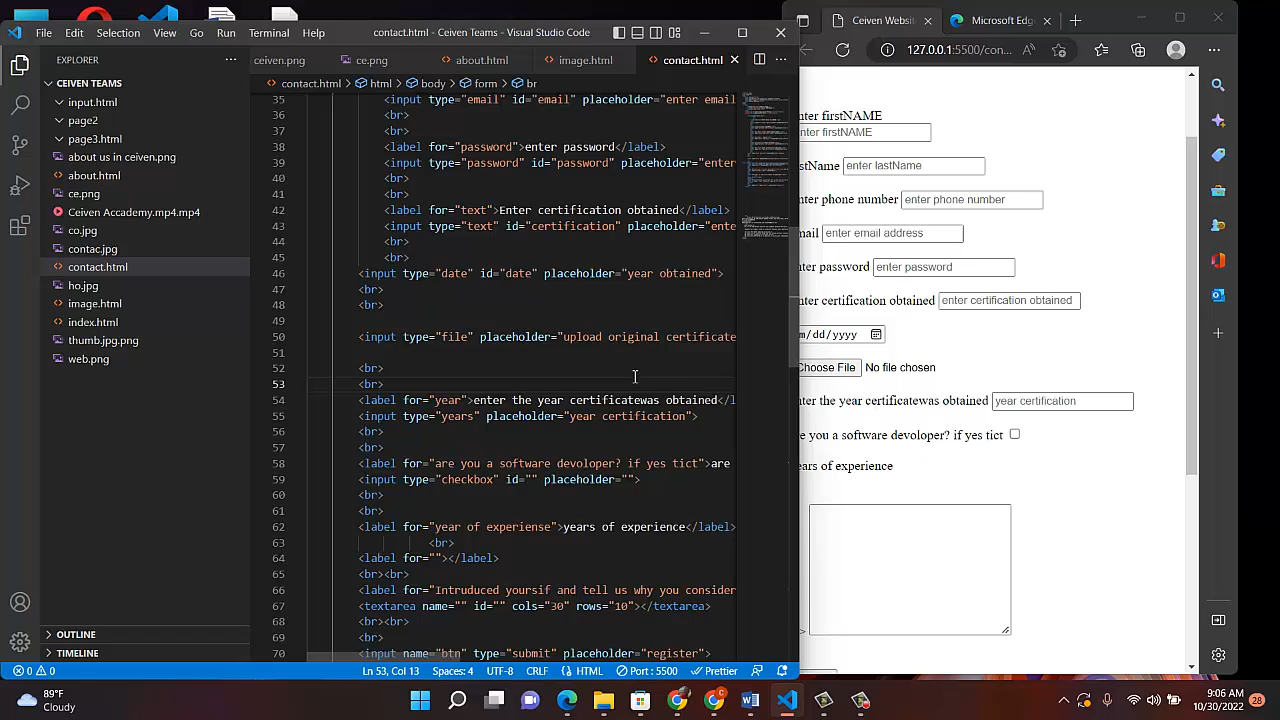 File Edit Selection View Go Run Terminal Help
contact.html - Ceiven Teams - Visual Studio Code
Ceiven Websi
Microsoft Edg
EXPLORER
ceiven.png
ce.png
about.html
image.html
contact.html
127.0.0.1:5500/con...
CEIVEN TEAMS
contact.html > html > body > form > br
input.html
page2
about us in ceiven.png
about.html
ce.png
Ceiven Accademy.mp4.mp4
cl.jpg
contac.jpg
contact.html
ho.jpg
image.html
index.html
thumbzip.png
web.png
OUTLINE
TIMELINE
35 <input type="email" id="email" placeholder="enter email
36 <br>
37 <br>
38 <label for="password">enter password</label>
39 <input type="password" id="password" placeholder="enter
40 <br>
41 <br>
42 <label for="text">Enter certification obtained</label>
43 <input type="text" id="certification" placeholder="ente
44 <br>
45 <br>
46 <input type="date" id="date" placeholder="year obtained">
47 <br>
48 <br>
49
50 <input type="file" placeholder="upload original certificate
51
52 <br>
53 <br>
54 <label for="year">enter the year certificatewas obtained</l
55 <input type="years" placeholder="year certification">
56 <br>
57 <br>
58 <label for="are you a software devoloper? if yes tict">are
59 <input type="checkbox" id="" placeholder="">
60 <br>
61 <br>
62 <label for="year of experiense">years of experience</label>
63 <br>
64 <label for=""></label>
65 <br><br>
66 <label for="Intruduced yoursif and tell us why you consider
67 <textarea name="" id="" cols="30" rows="10"></textarea>
68 <br><br>
69 <br>
70 <input name="btn" type="submit" placeholder="register">
nter firstNAME
nter firstNAME
stName enter lastName
nter phone number enter phone number
nail enter email address
nter password enter password
nter certification obtained enter certification obtained
m/dd/yyyy
Choose File No file chosen
nter the year certificatewas obtained year certification
e you a software devoloper? if yes tict
ears of experience
>
0 0 Ln 53, Col 13 Spaces: 4 UTF-8 CRLF HTML Port : 5500 Prettier
89°F
Cloudy
9:06 AM
10/30/2022
28